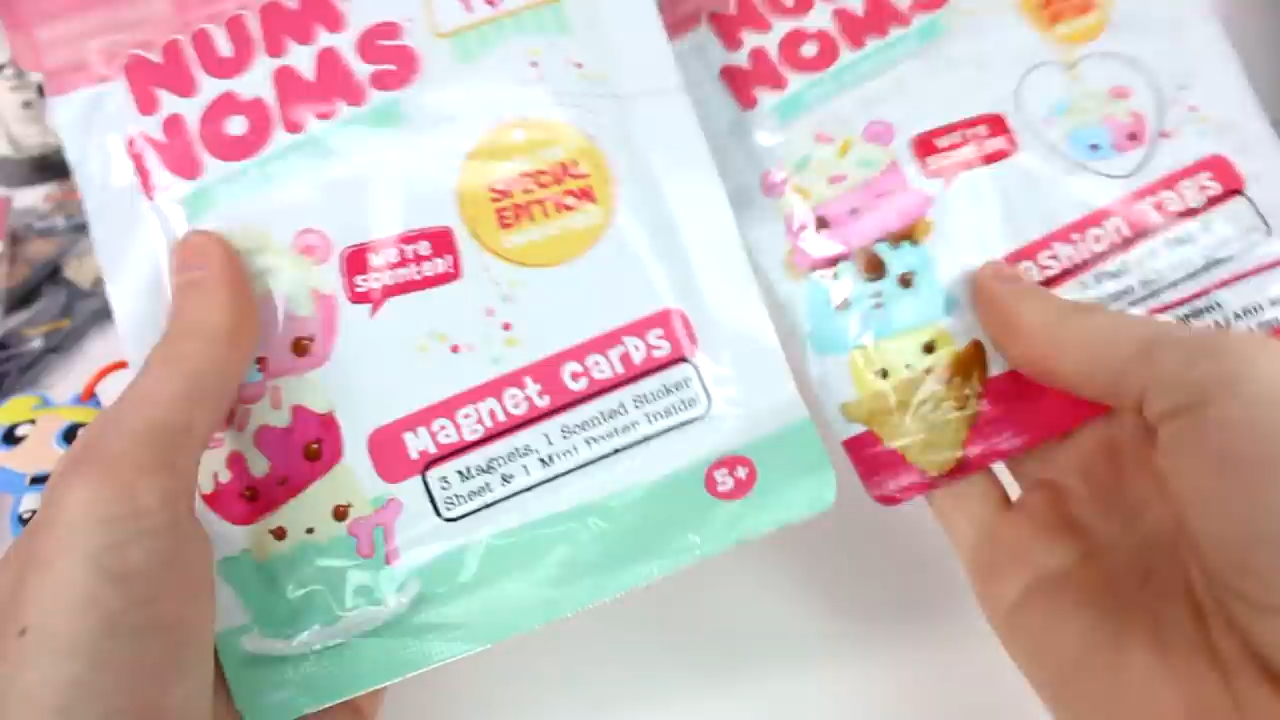 NUM
NOMS
SPECIAL
EDITION
We're
scented!
Magnet Cards
3 Magnets, 1 Scented Sticker
Sheet & 1 Mini Poster Inside!
5+
NUM
NOMS
We're
Fashion Tags